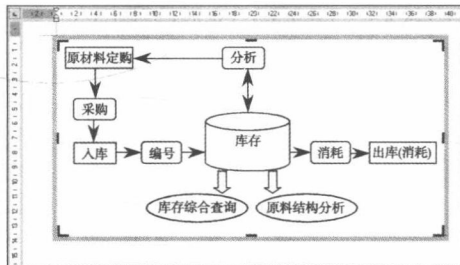 原材料定购
分析
采购
库存
入库
编号
消耗
出库(消耗)
库存综合查询
原料结构分析